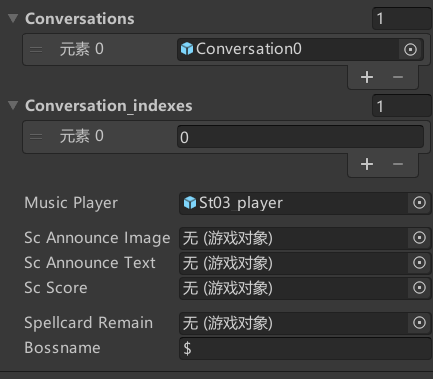 Conversations 1
元素 0 Conversation0
+ −
Conversation_indexes 1
元素 0 0
+ −
Music Player St03_player
Sc Announce Image 无 (游戏对象)
Sc Announce Text 无 (游戏对象)
Sc Score 无 (游戏对象)
Spellcard Remain 无 (游戏对象)
Bossname $